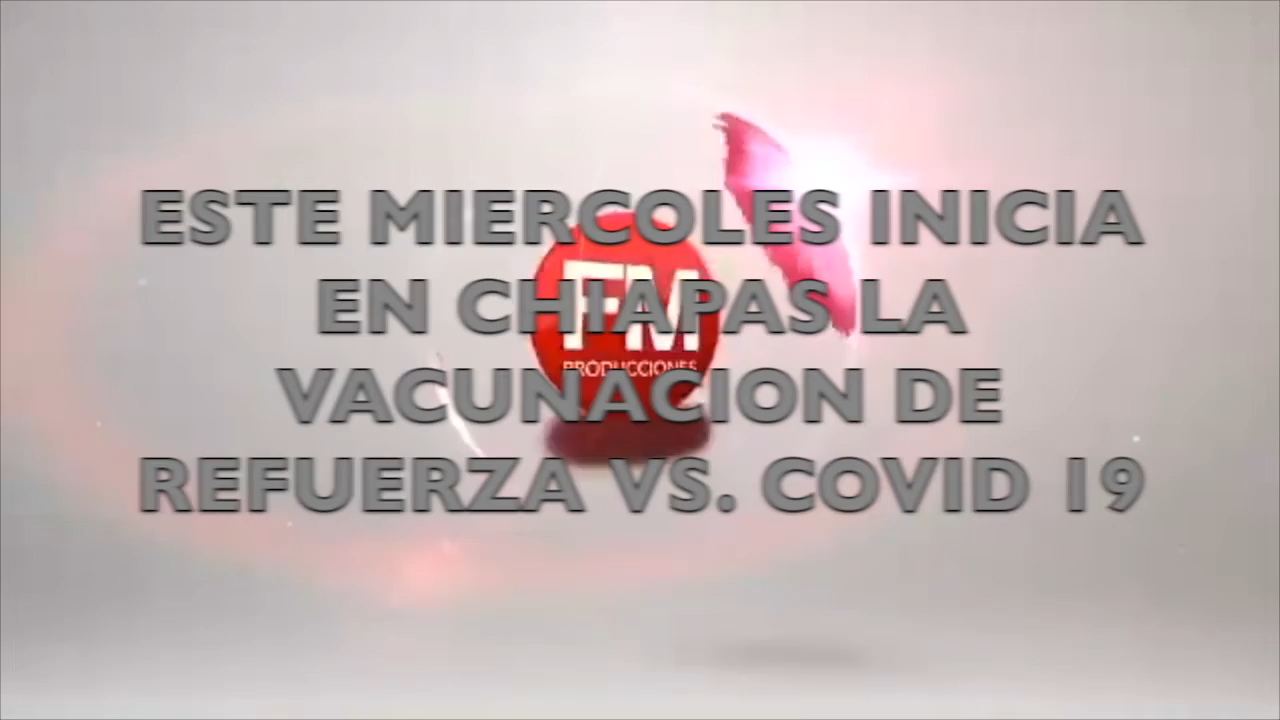 ESTE MIERCOLES INICIA
EN CHIAPAS LA
VACUNACION DE
REFUERZA VS. COVID 19
FM
PRODUCCIONES